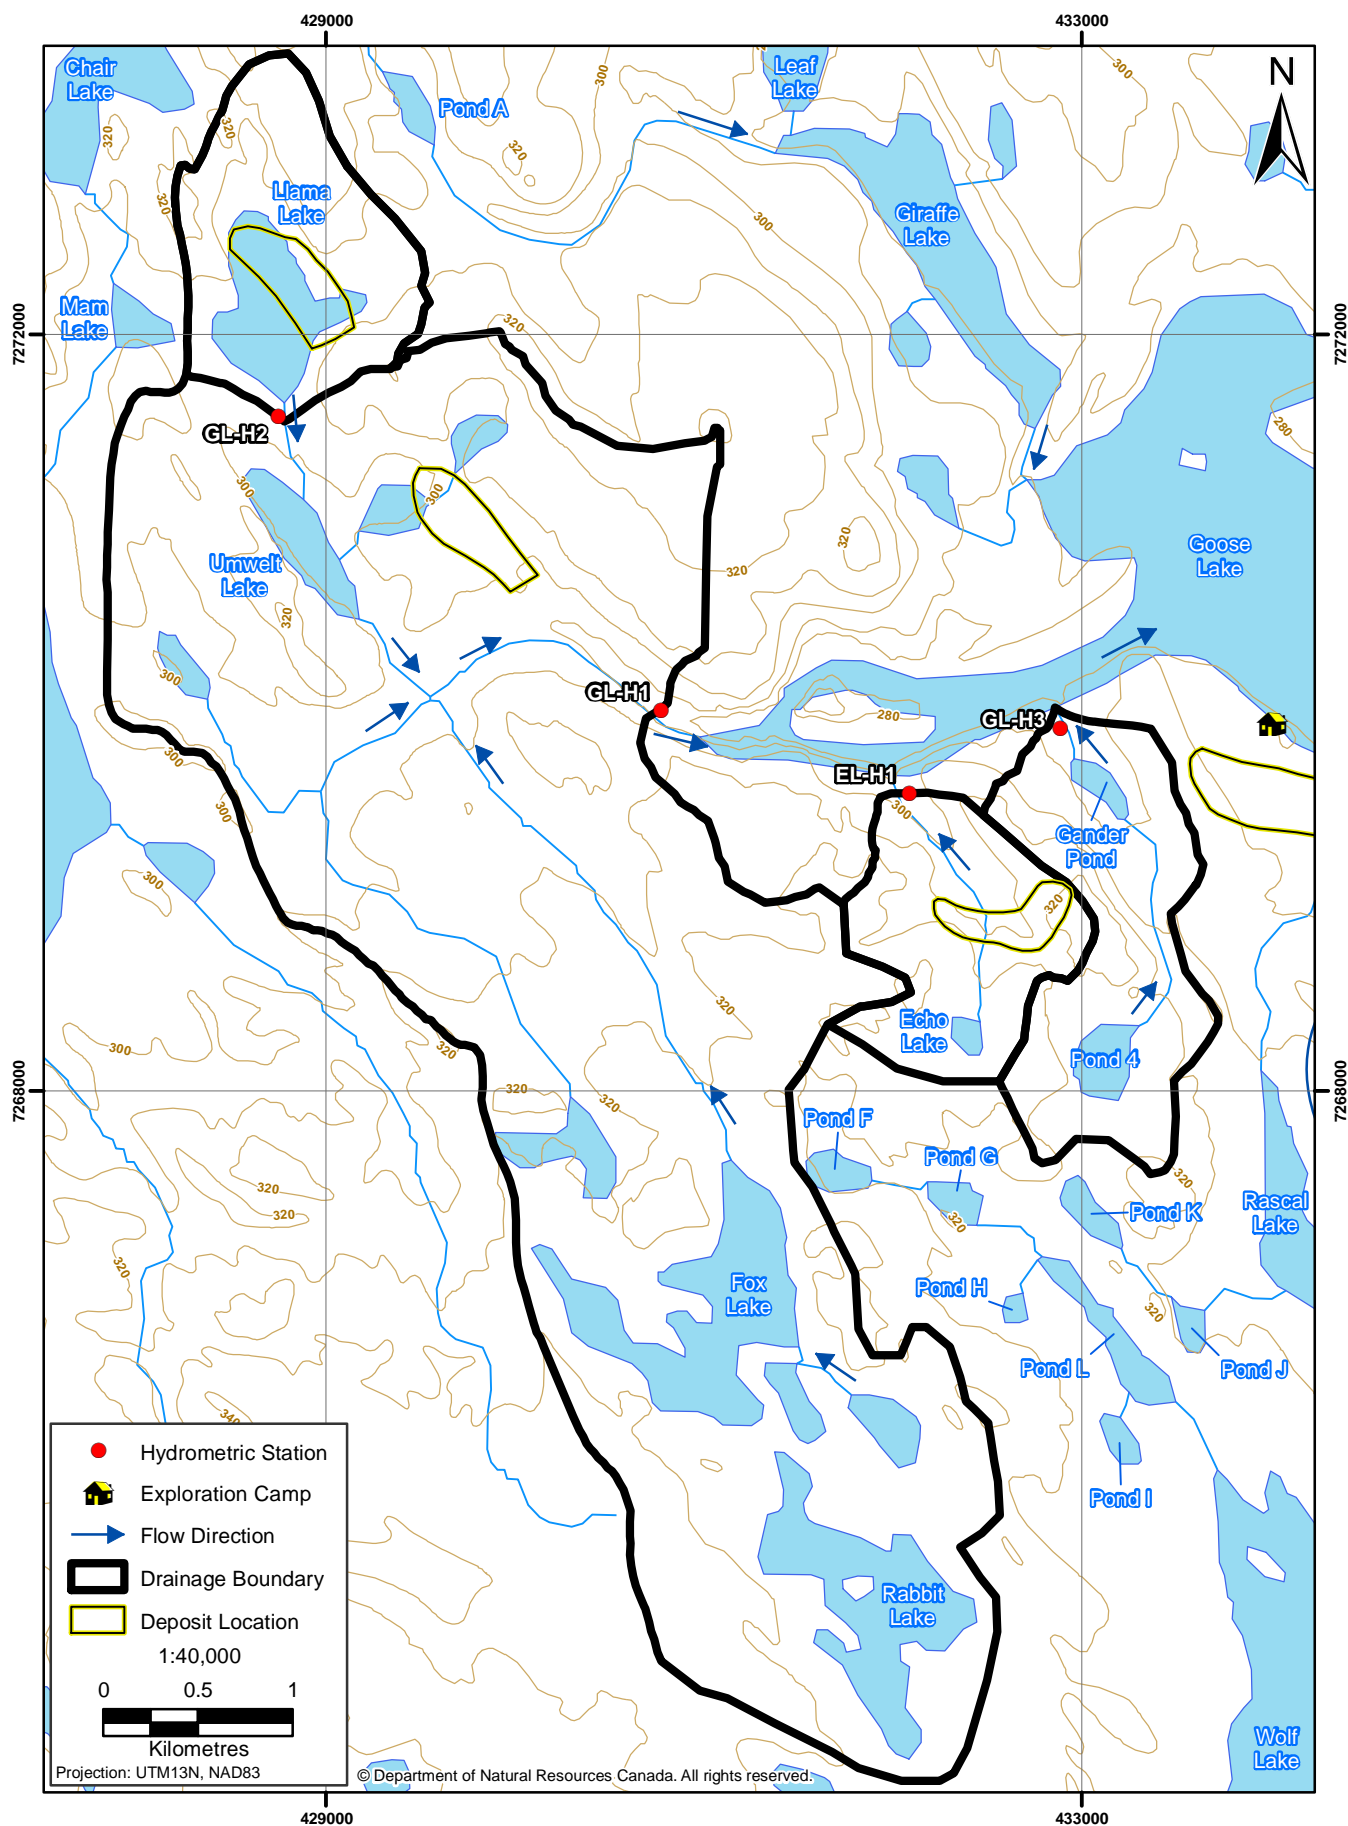 429000
433000
Chair
Lake
Pond A
Leaf
Lake
300
300
N
320
320
320
320
Llama
Lake
Giraffe
Lake
300
Mam
Lake
7272000
7272000
320
280
GL-H2
300
300
320
320
Goose
Lake
Umwelt
Lake
320
300
GL-H1
280
GL-H3
300
EL-H1
300
300
Gander
Pond
300
320
320
Echo
Lake
Pond 4
300
320
7268000
7268000
320
320
Pond F
Pond G
320
320
320
320
Pond K
Rascal
Lake
320
Fox
Lake
Pond H
320
Pond L
Pond J
340
Pond I
Rabbit
Lake
Wolf
Lake
Hydrometric Station
Exploration Camp
Flow Direction
Drainage Boundary
Deposit Location
1:40,000
0 0.5 1
Kilometres
Projection: UTM13N, NAD83
© Department of Natural Resources Canada. All rights reserved.
429000
433000